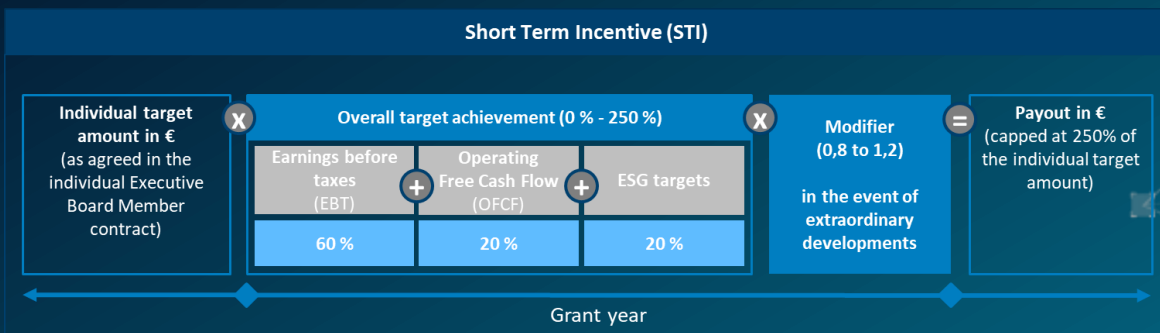 Short Term Incentive (STI)
Individual target
amount in €
(as agreed in the
individual Executive
Board Member
contract)
X
Overall target achievement (0 % - 250 %)
Earnings before
taxes
(EBT)
+
Operating
Free Cash Flow
(OFCF)
+
ESG targets
60 %
20 %
20 %
X
Modifier
(0,8 to 1,2)
in the event of
extraordinary
developments
=
Payout in €
(capped at 250% of
the individual target
amount)
Grant year